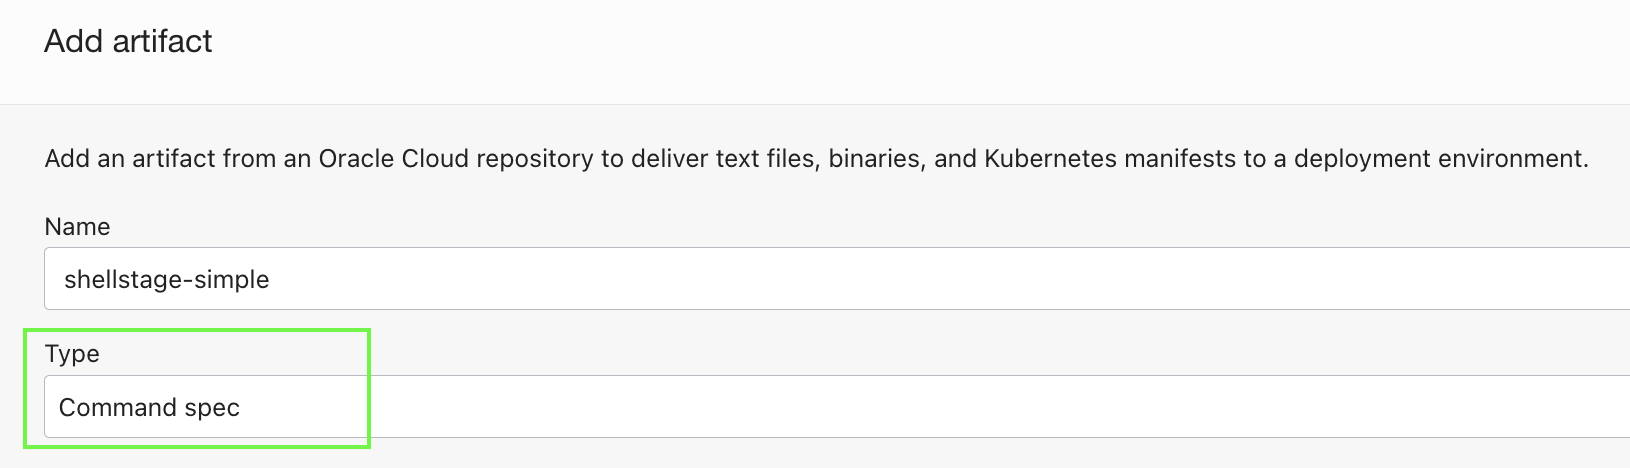 Add artifact
Add an artifact from an Oracle Cloud repository to deliver text files, binaries, and Kubernetes manifests to a deployment environment.
Name
shellstage-simple
Type
Command spec